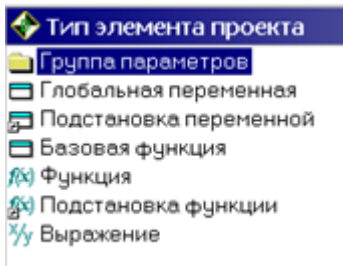 Тип элемента проекта
Группа параметров
Глобальная переменная
Подстановка переменной
Базовая функция
f(x) Функция
f(x) Подстановка функции
x/y Выражение